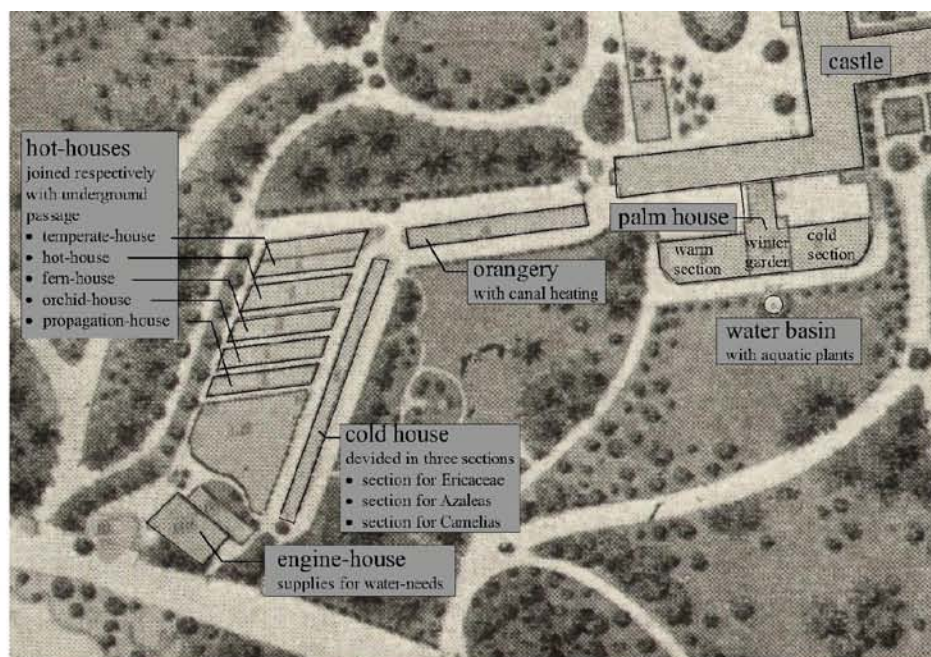 castle
hot-houses
joined respectively
with underground
passage
• temperate-house
• hot-house
• fern-house
• orchid-house
• propagation-house
palm house
warm
section
winter
garden
cold
section
orangery
with canal heating
water basin
with aquatic plants
cold house
devided in three sections
• section for Ericaceae
• section for Azaleas
• section for Camelias
engine-house
supplies for water-needs